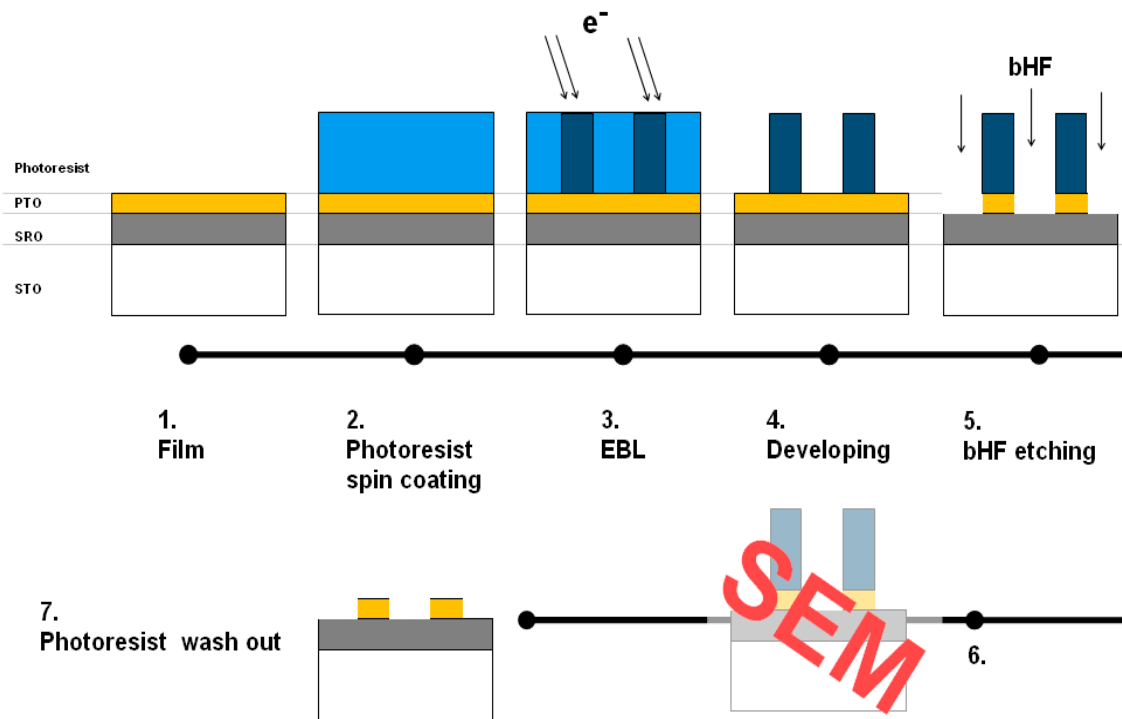 e-
bHF
Photoresist
PTO
SRO
STO
1.
Film
2.
Photoresist
spin coating
3.
EBL
4.
Developing
5.
bHF etching
7.
Photoresist wash out
SEM
6.